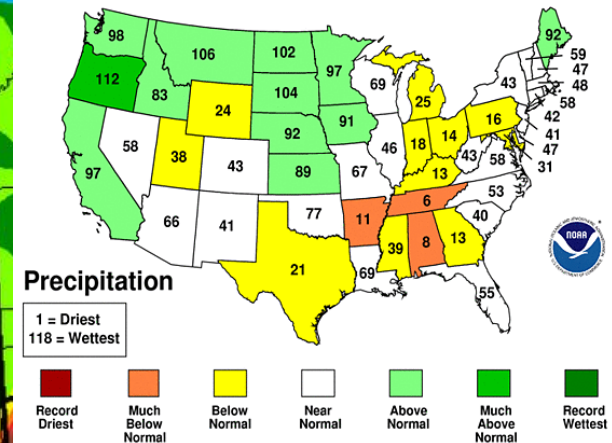 92
98
106
102
97
59
47
112
69
43
48
83
104
58
24
25
16
42
92
91
41
14
58
46
18
47
97
38
43
43
58
31
67
13
89
53
66
41
77
6
40
11
NOAA
39
8
13
21
69
55
Precipitation
1 = Driest
118 = Wettest
Record
Driest
Much
Below
Normal
Below
Normal
Near
Normal
Above
Normal
Much
Above
Normal
Record
Wettest